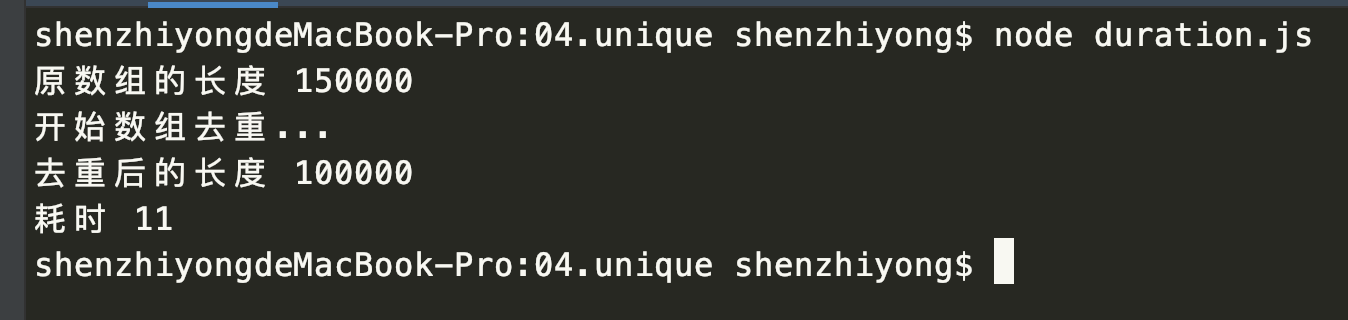 shenzhiyongdeMacBook-Pro:04.unique shenzhiyong$ node duration.js
原数组的长度 150000
开始数组去重...
去重后的长度 100000
耗时 11
shenzhiyongdeMacBook-Pro:04.unique shenzhiyong$